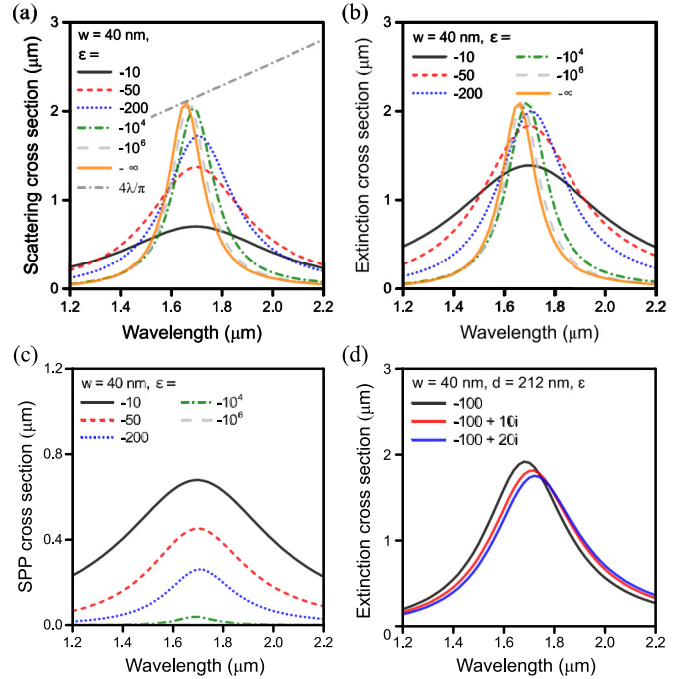 (a)
3
2
1
0
w = 40 nm,
ε =
-10
-50
-200
-10⁴
-10⁶
- ∞
4λ/π
Scattering cross section (μm)
1.2 1.4 1.6 1.8 2.0 2.2
Wavelength (μm)
(b)
3
2
1
0
w = 40 nm, ε =
-10 -10⁴
-50 -10⁶
-200 -∞
Extinction cross section (μm)
1.2 1.4 1.6 1.8 2.0 2.2
Wavelength (μm)
(c)
1.2
0.8
0.4
0.0
w = 40 nm, ε =
-10 -10⁴
-50 -10⁶
-200
SPP cross section (μm)
1.2 1.4 1.6 1.8 2.0 2.2
Wavelength (μm)
(d)
3
2
1
0
w = 40 nm, d = 212 nm, ε
-100
-100 + 10i
-100 + 20i
Extinction cross section (μm)
1.2 1.4 1.6 1.8 2.0 2.2
Wavelength (μm)